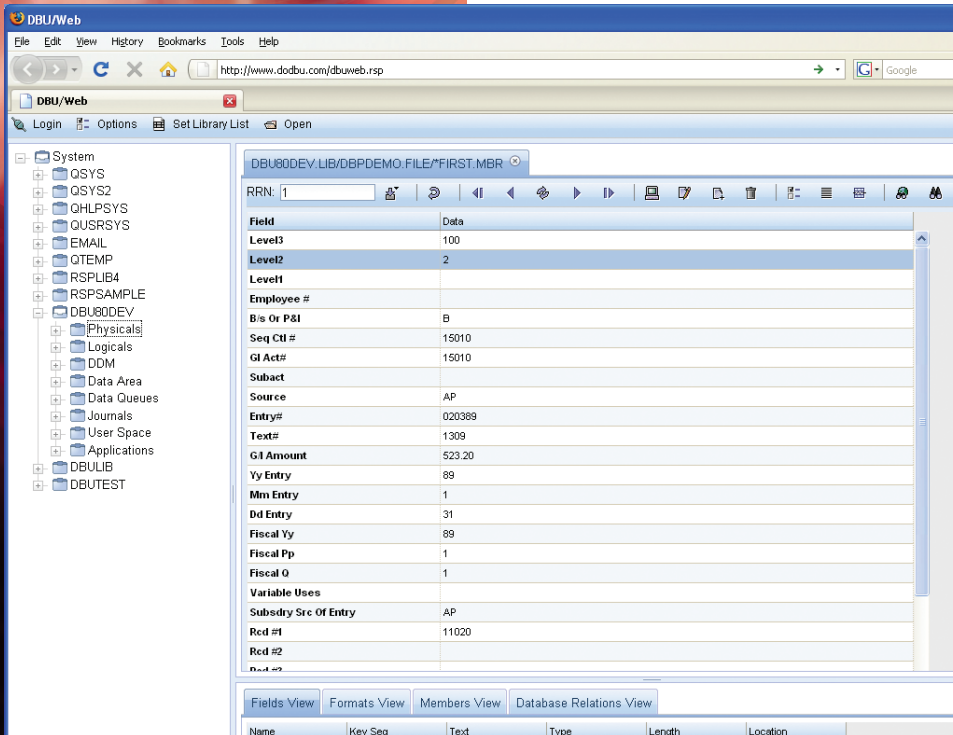 DBU/Web
File Edit View History Bookmarks Tools Help
http://www.dodbu.com/dbuweb.rsp G Google
DBU/Web
Login Options Set Library List Open
System
QSYS
QSYS2
QHLPSYS
QUSRSYS
EMAIL
QTEMP
RSPLIB4
RSPSAMPLE
DBU80DEV
Physicals
Logicals
DDM
Data Area
Data Queues
Journals
User Space
Applications
DBULIB
DBUTEST
DBU80DEV.LIB/DBPDEMO.FILE/*FIRST.MBR
RRN: 1
Field Data
Level3 100
Level2 2
Level1
Employee #
B/s Or P&l B
Seq Ctl # 15010
Gl Act# 15010
Subact
Source AP
Entry# 020389
Text# 1309
G/l Amount 523.20
Yy Entry 89
Mm Entry 1
Dd Entry 31
Fiscal Yy 89
Fiscal Pp 1
Fiscal Q 1
Variable Uses
Subsdry Src Of Entry AP
Rcd #1 11020
Rcd #2
Rcd #3
Fields View Formats View Members View Database Relations View
Name Key Seq Text Type Length Location